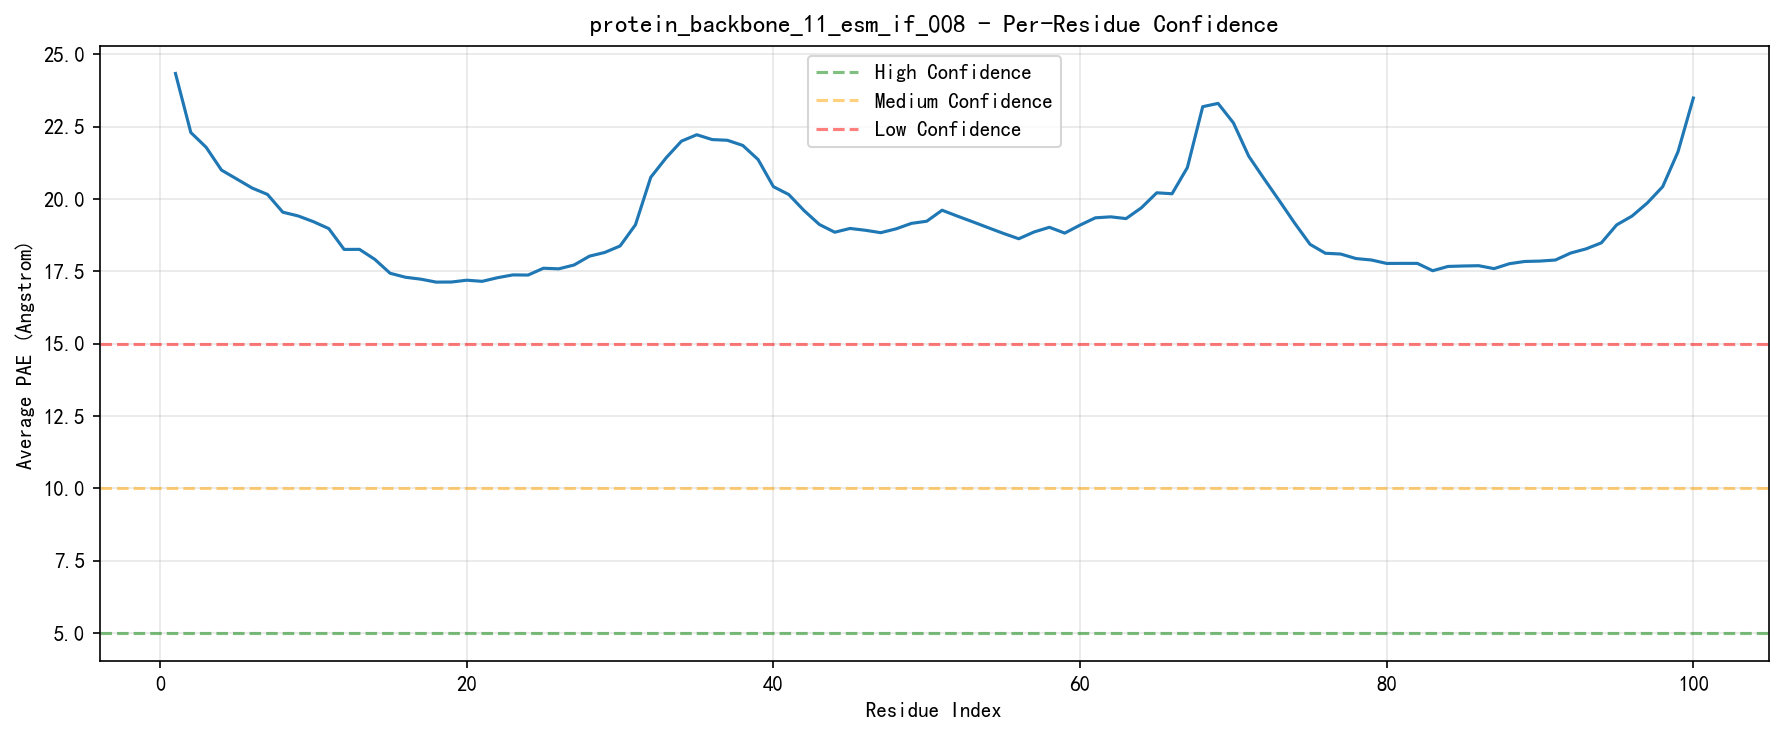 protein_backbone_11_esm_if_008 - Per-Residue Confidence
High Confidence
Medium Confidence
Low Confidence
Average PAE (Angstrom)
25.0
22.5
20.0
17.5
15.0
12.5
10.0
7.5
5.0
0 20 40 60 80 100
Residue Index